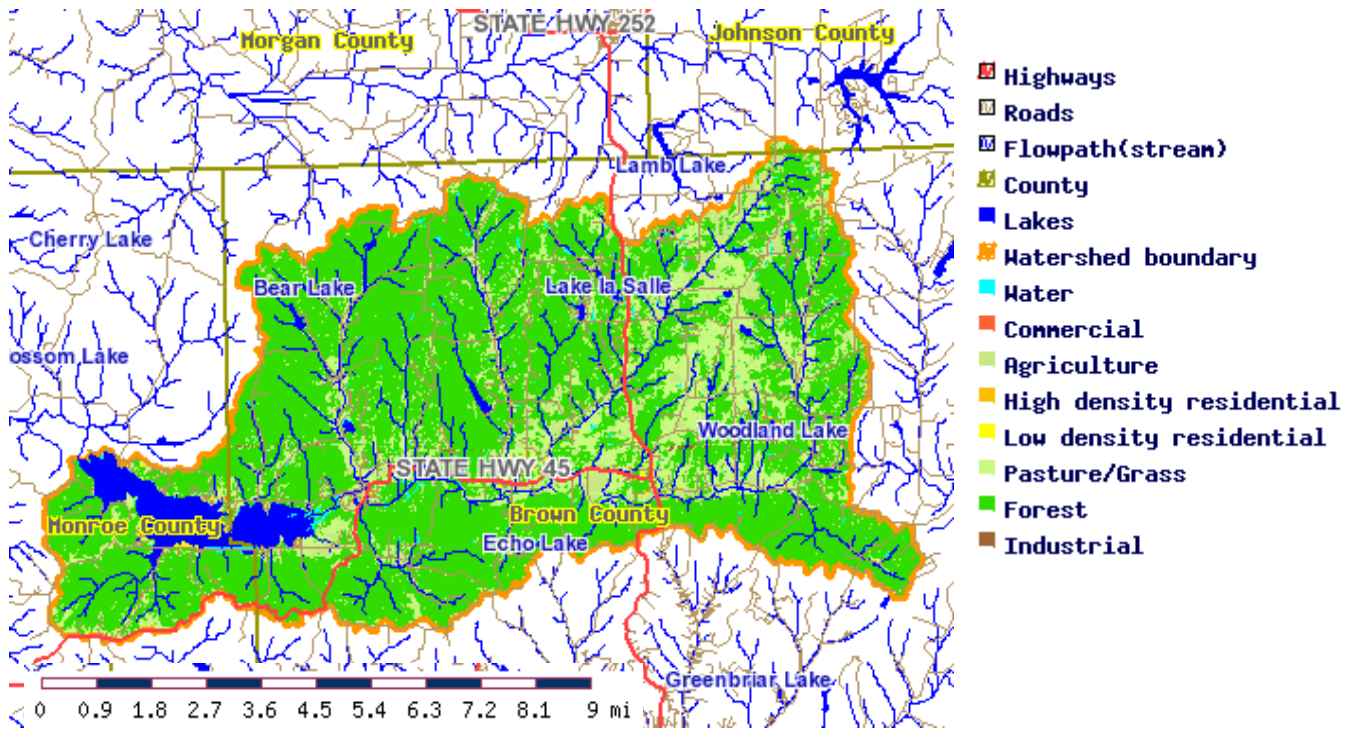 STATE HWY 252
Morgan County
Johnson County
Lamb Lake
Cherry Lake
Bear Lake
Lake la Salle
ossom Lake
Woodland Lake
STATE HWY 45
Monroe County
Brown County
Echo Lake
Greenbriar Lake
0 0.9 1.8 2.7 3.6 4.5 5.4 6.3 7.2 8.1 9 mi
Highways
Roads
Flowpath(stream)
County
Lakes
Watershed boundary
Water
Commercial
Agriculture
High density residential
Low density residential
Pasture/Grass
Forest
Industrial